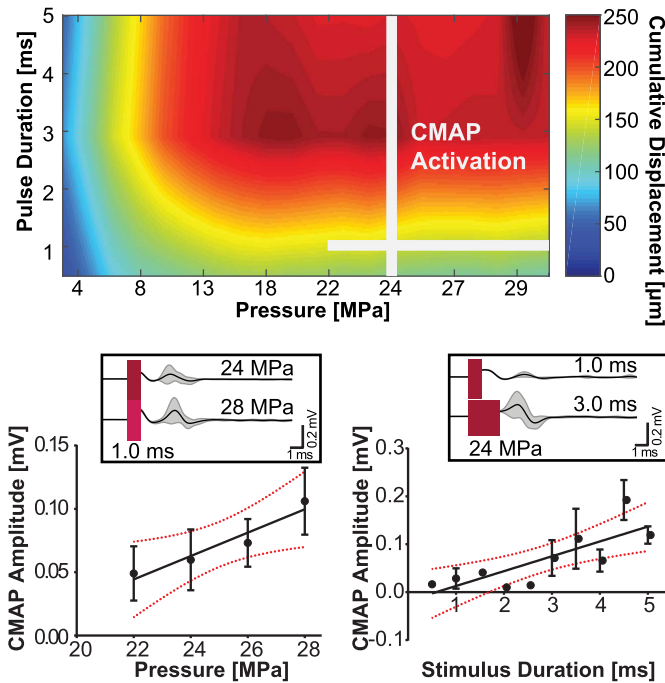 Pulse Duration [ms]
5
4
3
2
1
4
8
13
18
22
24
27
29
Pressure [MPa]
CMAP
Activation
250
200
150
100
50
0
Cumulative Displacement [µm]
24 MPa
28 MPa
1.0 ms
1 ms
0.2 mV
CMAP Amplitude [mV]
0.15
0.10
0.05
0.00
20
22
24
26
28
Pressure [MPa]
1.0 ms
3.0 ms
24 MPa
1 ms
0.2 mV
CMAP Amplitude [mV]
0.3
0.2
0.1
0.0
−0.1
1
2
3
4
5
Stimulus Duration [ms]